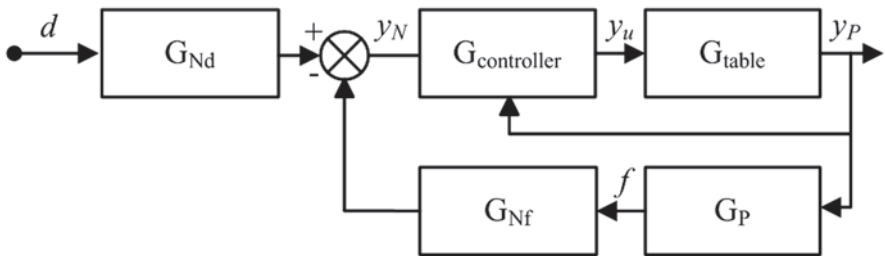 d
G_Nd
+
-
y_N
G_controller
y_u
G_table
y_P
G_Nf
f
G_P